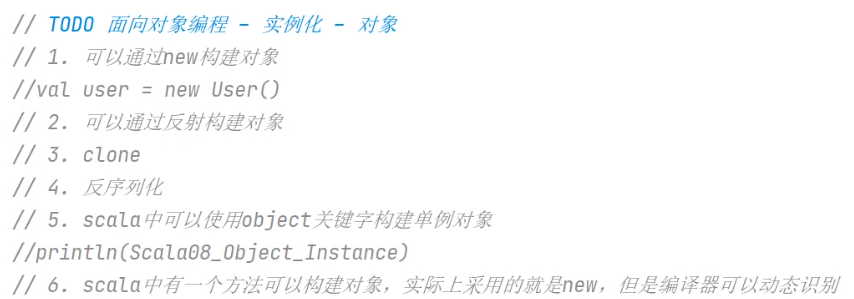 // TODO 面向对象编程 - 实例化 - 对象
// 1. 可以通过new构建对象
//val user = new User()
// 2. 可以通过反射构建对象
// 3. clone
// 4. 反序列化
// 5. scala中可以使用object关键字构建单例对象
//println(Scala08_Object_Instance)
// 6. scala中有一个方法可以构建对象，实际上采用的就是new，但是编译器可以动态识别